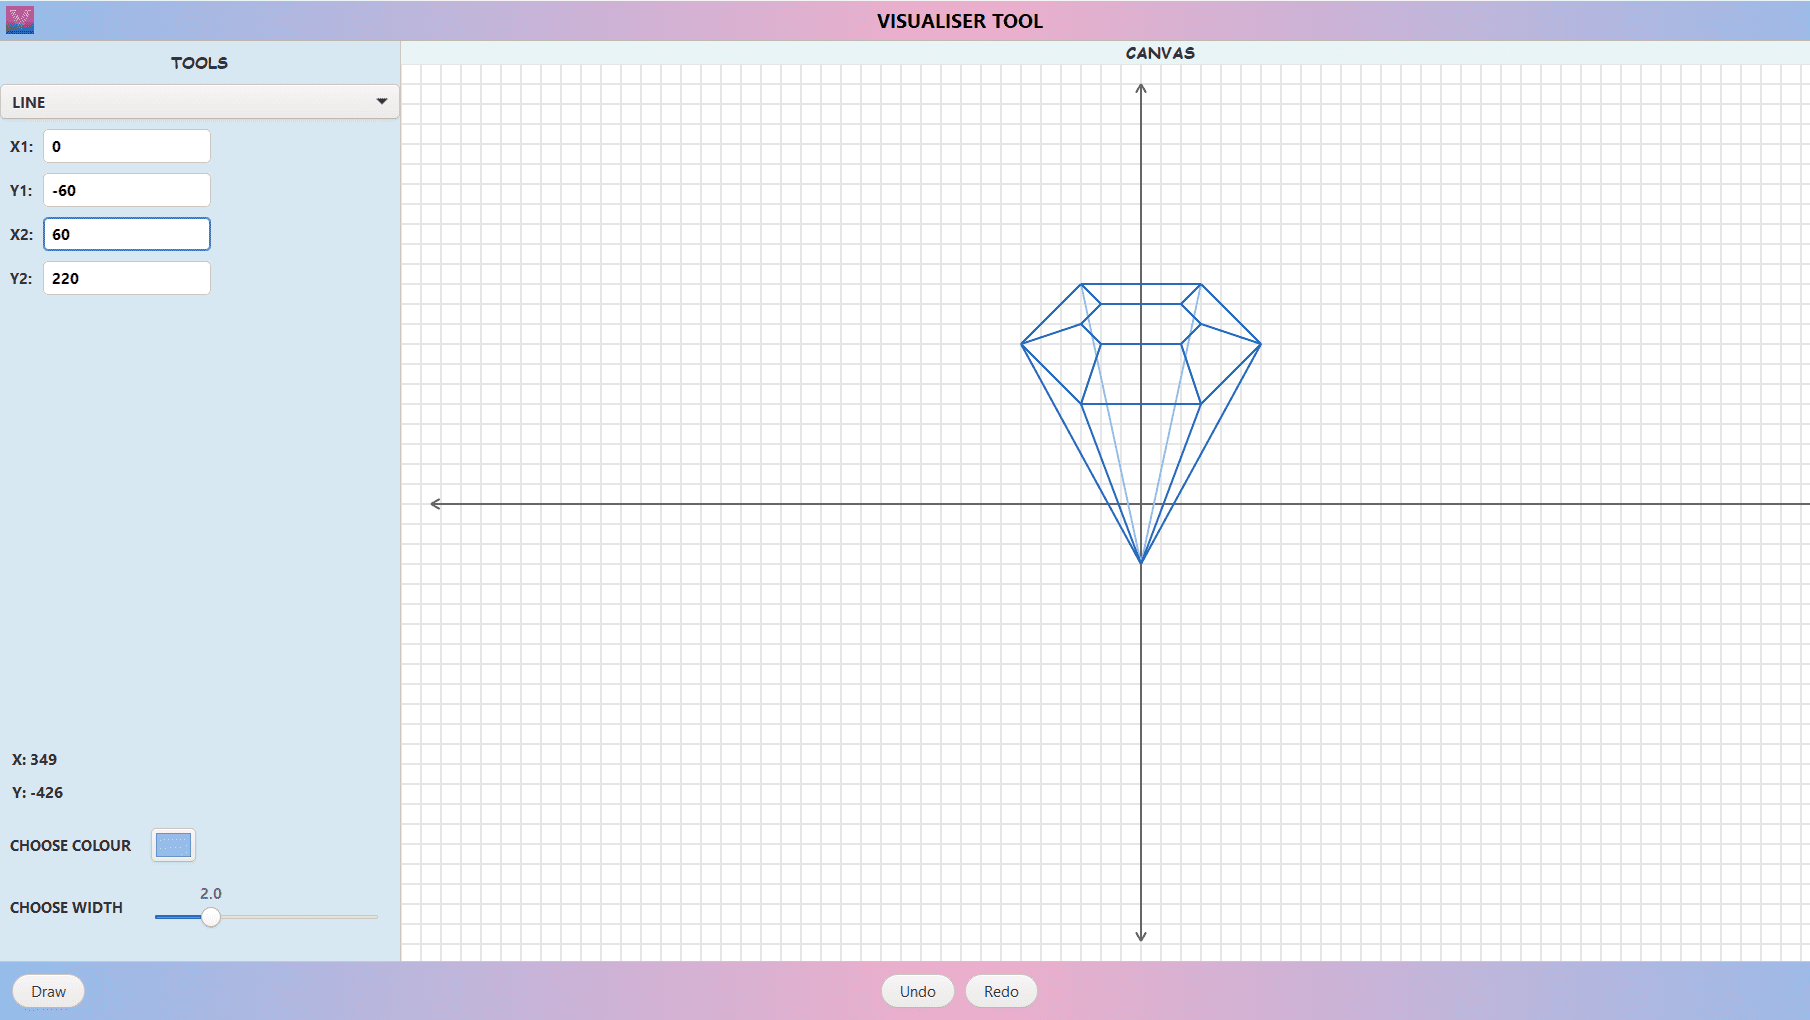 VISUALISER TOOL
TOOLS
CANVAS
LINE
X1: 0
Y1: -60
X2: 60
Y2: 220
X: 349
Y: -426
CHOOSE COLOUR
2.0
CHOOSE WIDTH
Draw
Undo
Redo